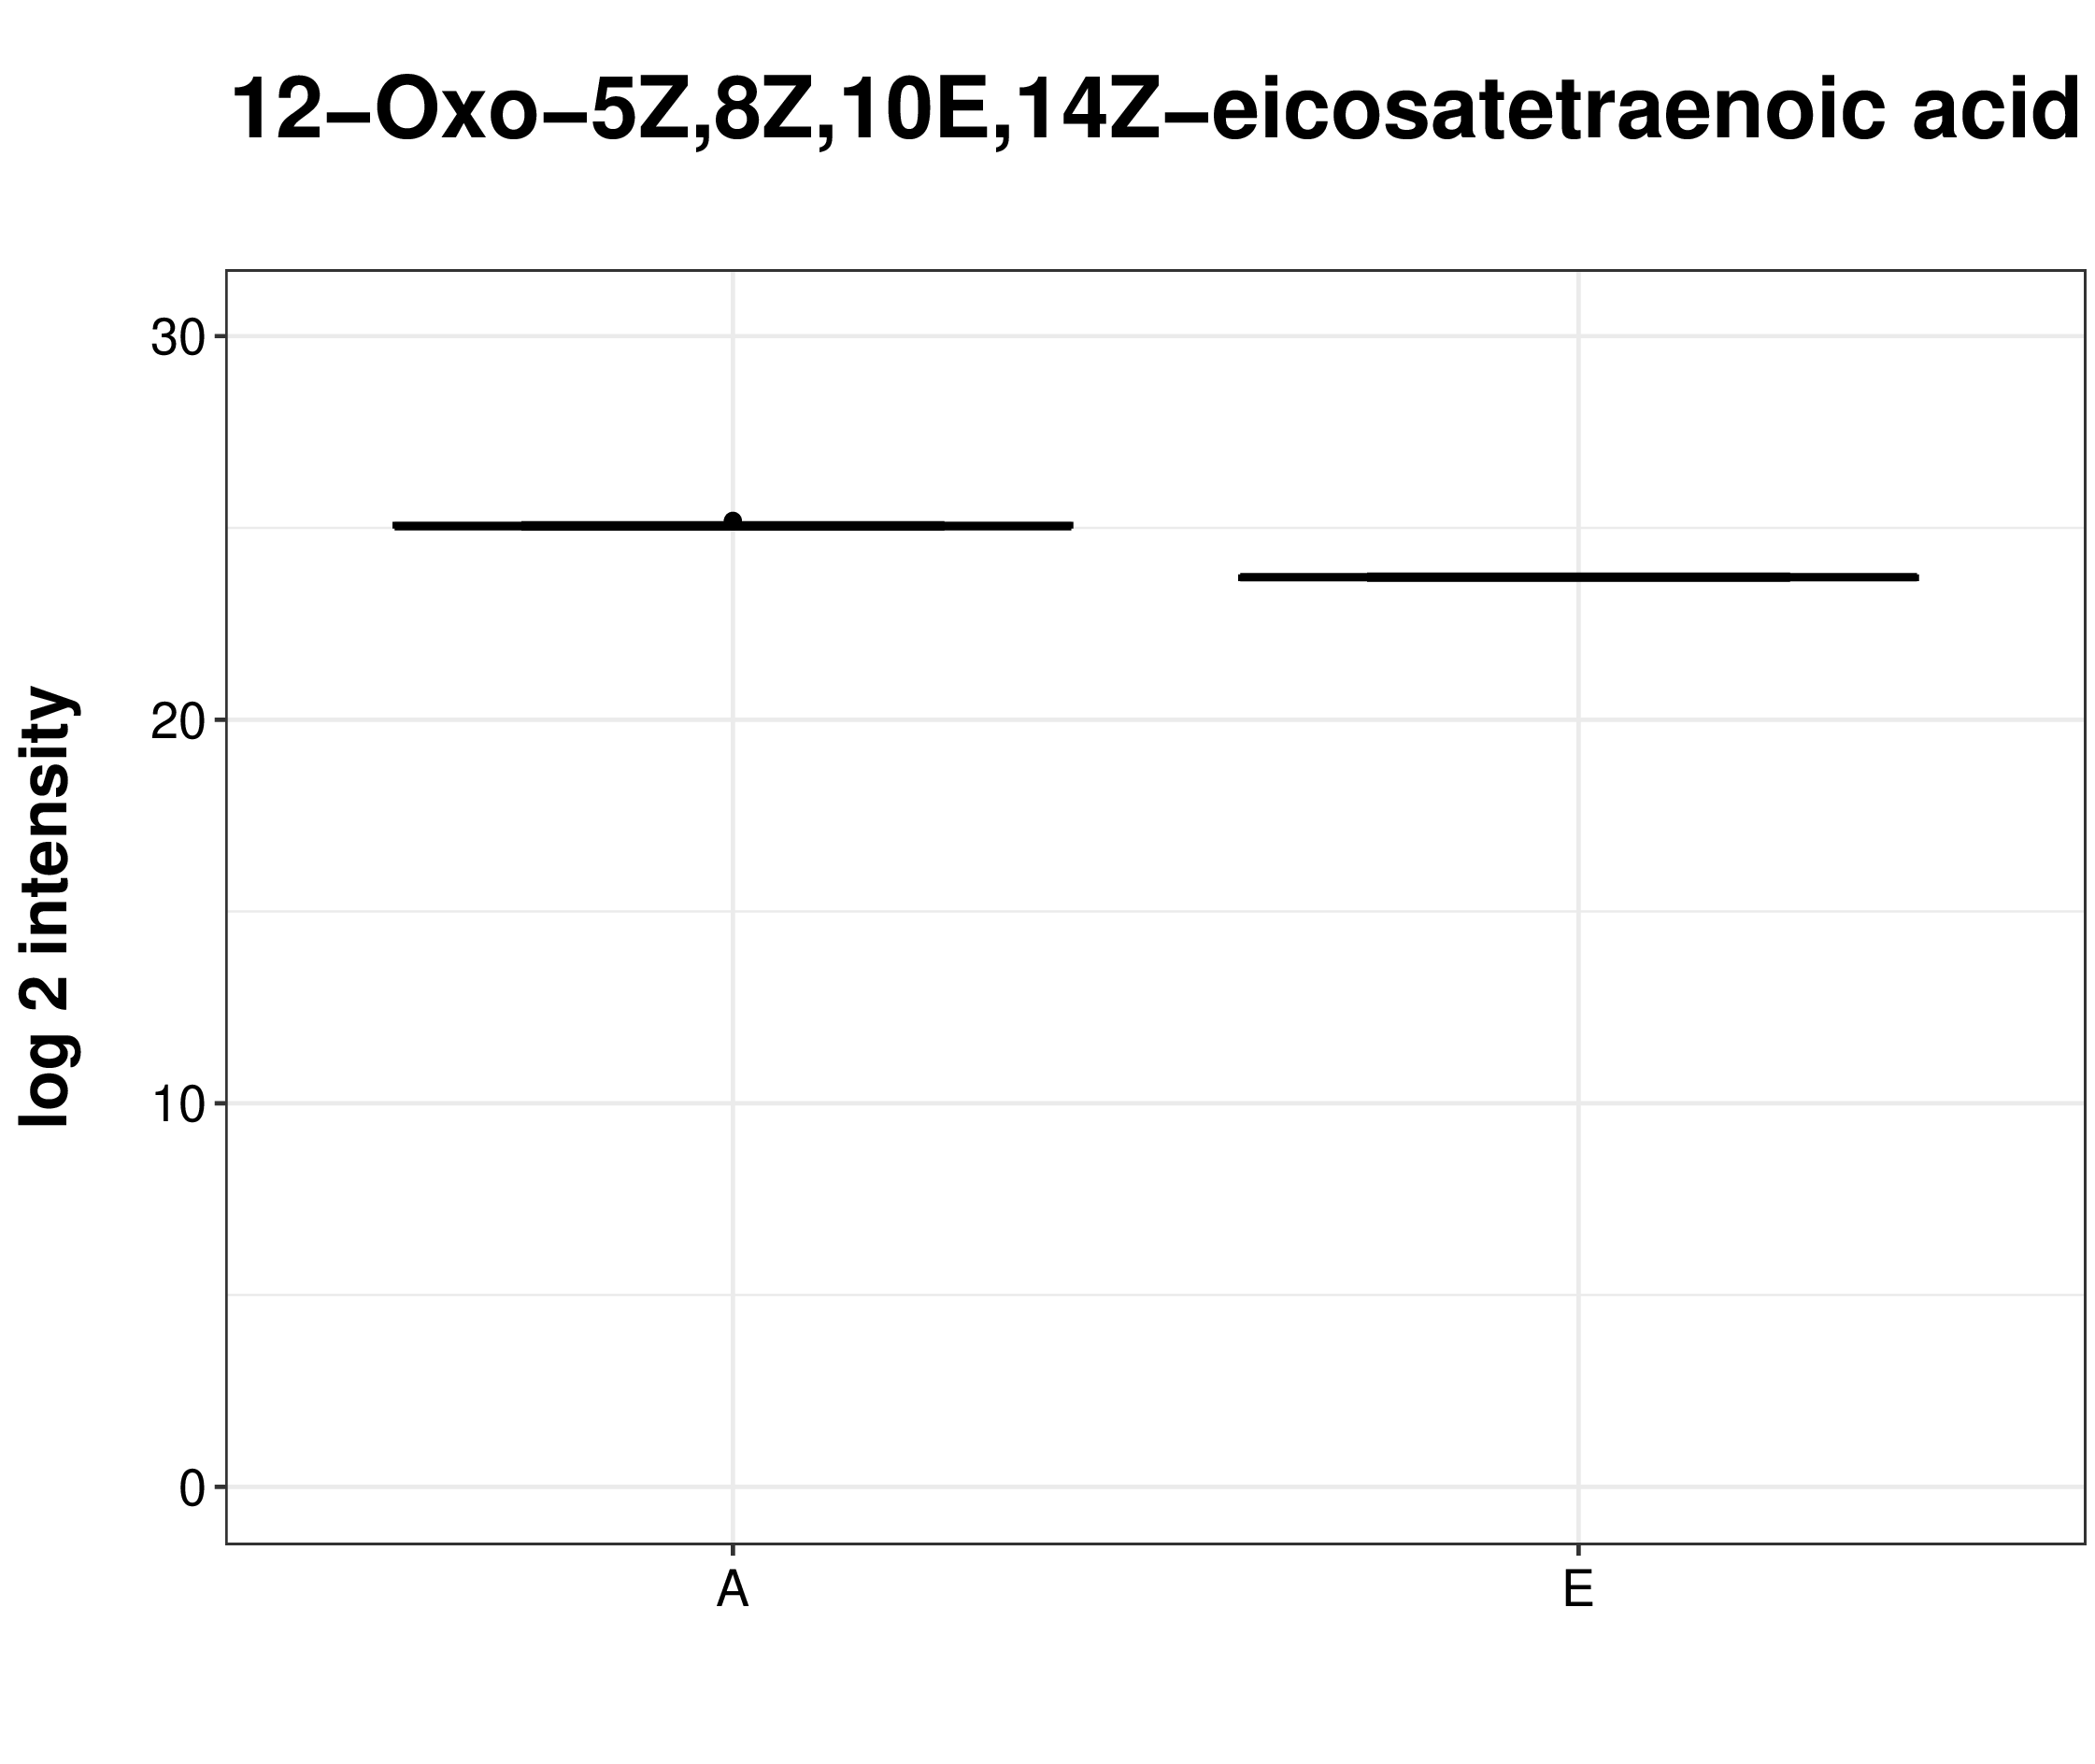 12−Oxo−5Z,8Z,10E,14Z−eicosatetraenoic acid
log 2 intensity
30
20
10
0
A
E